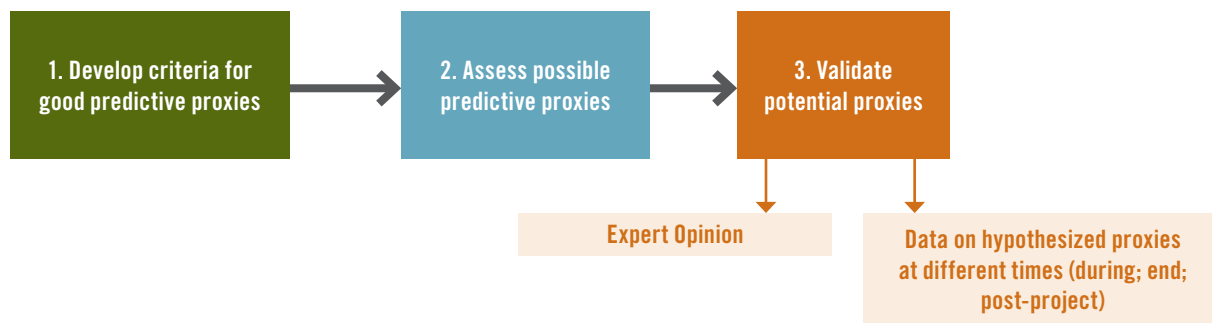 1. Develop criteria for
good predictive proxies
2. Assess possible
predictive proxies
3. Validate
potential proxies
Expert Opinion
Data on hypothesized proxies
at different times (during; end;
post-project)